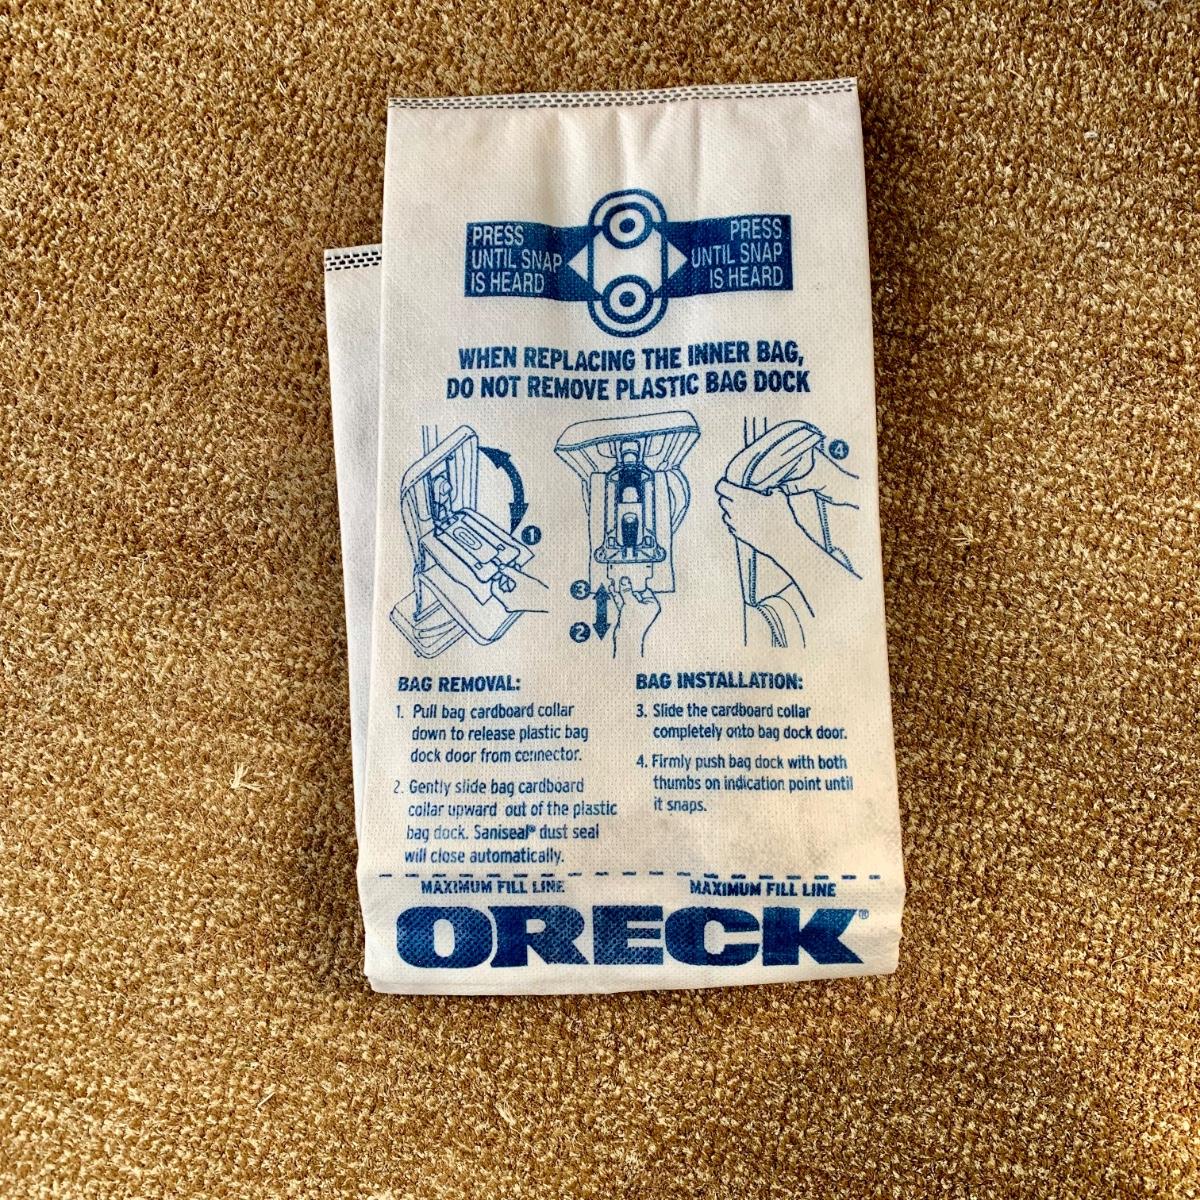 PRESS
UNTIL SNAP
IS HEARD
PRESS
UNTIL SNAP
IS HEARD
WHEN REPLACING THE INNER BAG,
DO NOT REMOVE PLASTIC BAG DOCK
1
3
2
4
BAG REMOVAL:
1. Pull bag cardboard collar
down to release plastic bag
dock door from connector.
2. Gently slide bag cardboard
collar upward out of the plastic
bag dock. Saniseal® dust seal
will close automatically.
BAG INSTALLATION:
3. Slide the cardboard collar
completely onto bag dock door.
4. Firmly push bag dock with both
thumbs on indication point until
it snaps.
MAXIMUM FILL LINE
MAXIMUM FILL LINE
ORECK®